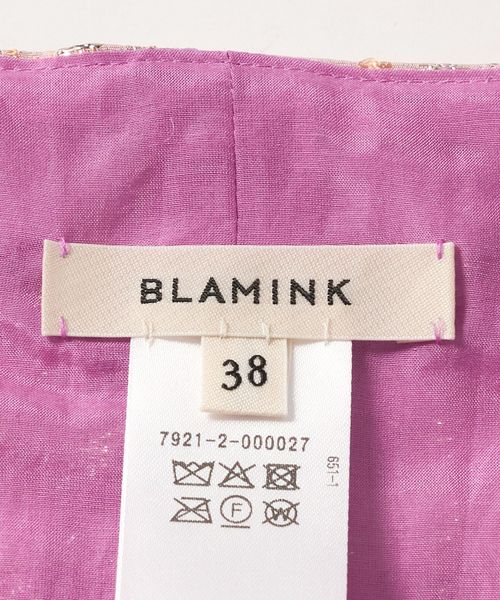 BLAMINK
38
7921-2-000027
651-1
F
W